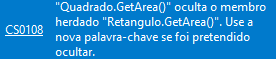 "Quadrado.GetArea()" oculta o membro
herdado "Retangulo.GetArea()". Use a
CS0108
nova palavra-chave se foi pretendido
ocultar.